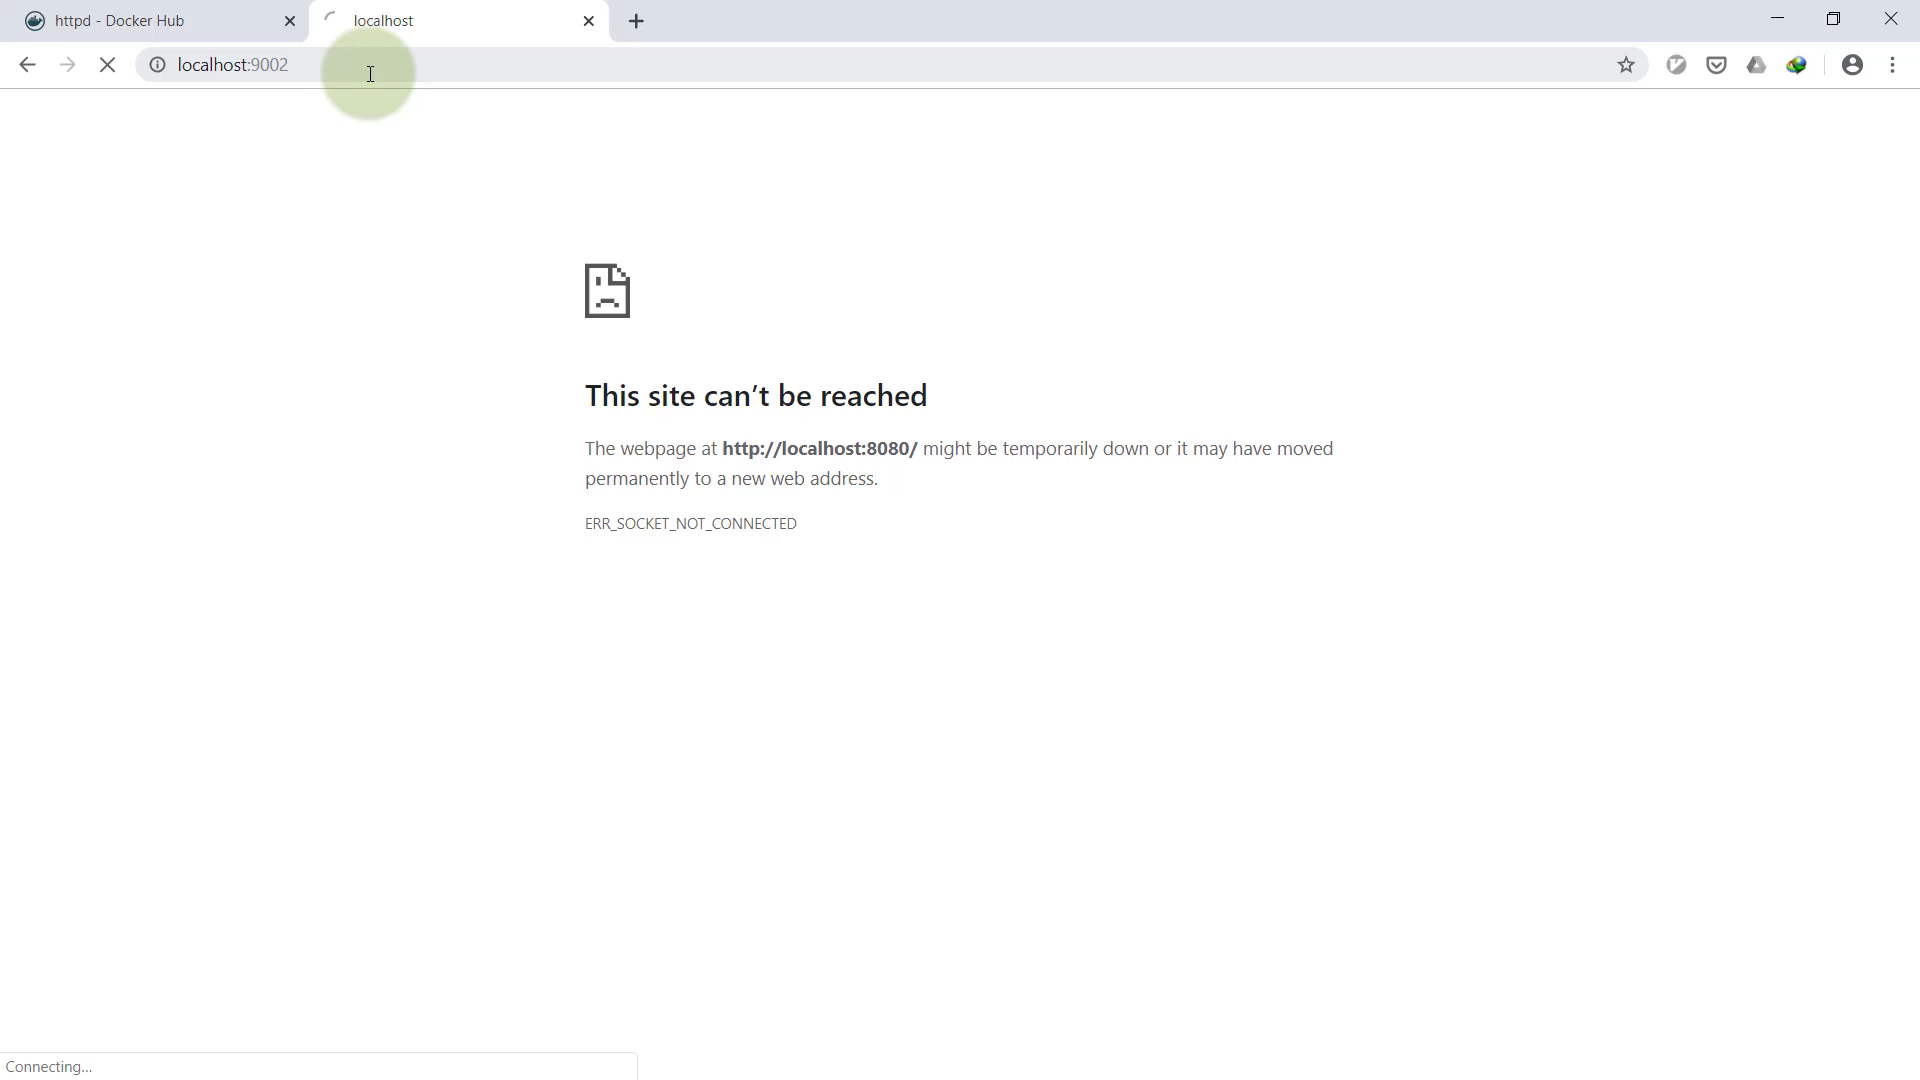 httpd - Docker Hub
localhost
localhost:9002
This site can’t be reached
The webpage at http://localhost:8080/ might be temporarily down or it may have moved
permanently to a new web address.
ERR_SOCKET_NOT_CONNECTED
Connecting...